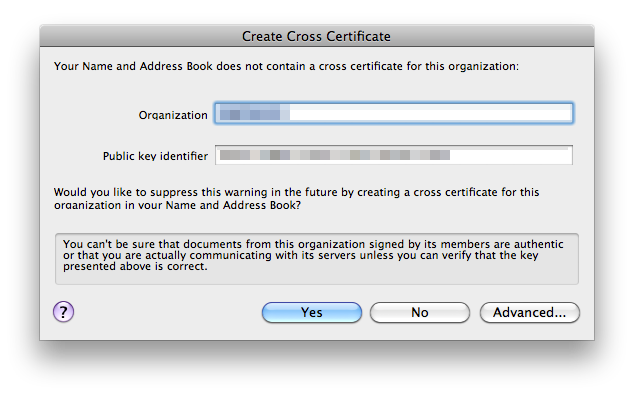 Create Cross Certificate
Your Name and Address Book does not contain a cross certificate for this organization:
Organization
Public key identifier
Would you like to suppress this warning in the future by creating a cross certificate for this
organization in your Name and Address Book?
You can't be sure that documents from this organization signed by its members are authentic
or that you are actually communicating with its servers unless you can verify that the key
presented above is correct.
? Yes No Advanced...